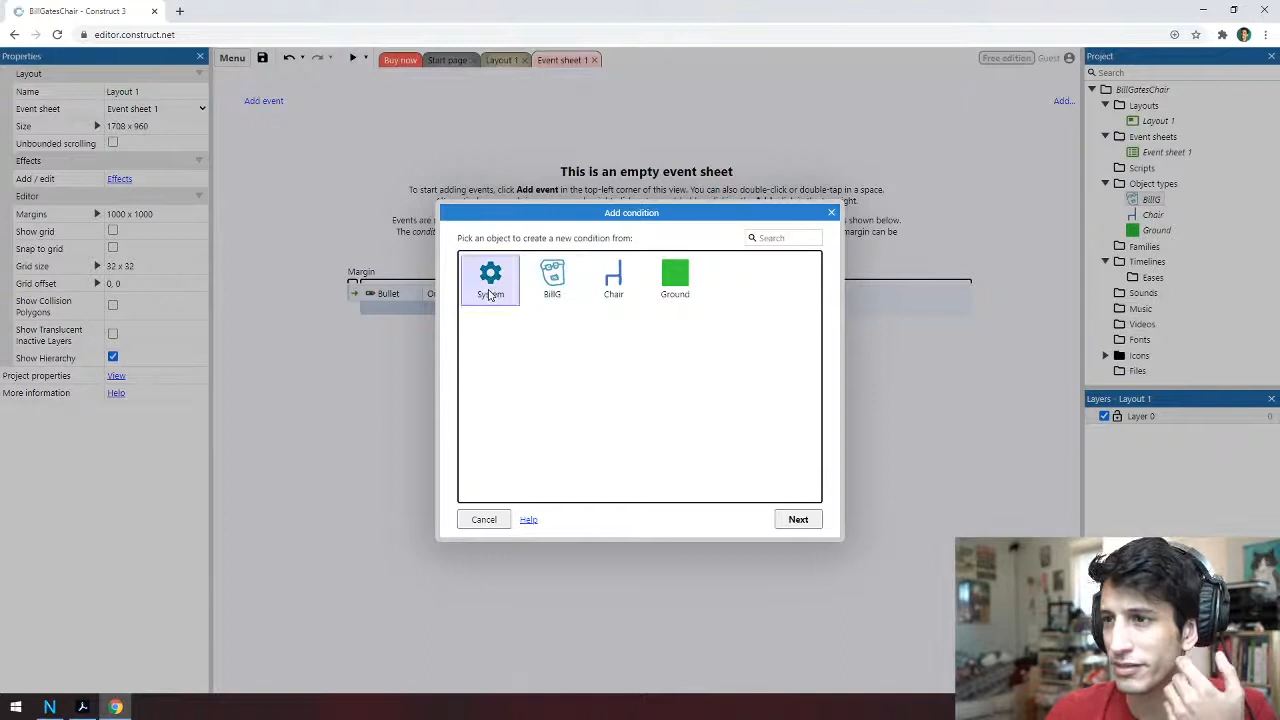 BillGatesChair - Construct 3
editor.construct.net
Properties
Menu
Buy now
Start page
Layout 1
Event sheet 1
Free edition
Guest
Project
Layout
Name
Layout 1
Event sheet
Event sheet 1
Size
1708 x 960
Unbounded scrolling
Effects
Add / edit
Effects
Editor
Margins
1000 x 1000
Show grid
Snap to grid
Grid size
32 x 32
Grid offset
0, 0
Show Collision
Polygons
Show Translucent
Inactive Layers
Show Hierarchy
Project properties
View
More information
Help
Add event
Add...
This is an empty event sheet
To start adding events, click Add event in the top-left corner of this view. You can also double-click or double-tap in space.
Events are
shown below.
The condi
margin can be
Margin
Bullet
Add condition
Pick an object to create a new condition from:
Search
System
BillG
Chair
Ground
Cancel
Help
Next
Search
BillGatesChair
Layouts
Layout 1
Event sheets
Event sheet 1
Scripts
Object types
BillG
Chair
Ground
Families
Timelines
Eases
Sounds
Music
Videos
Fonts
Icons
Files
Layers - Layout 1
Layer 0
0